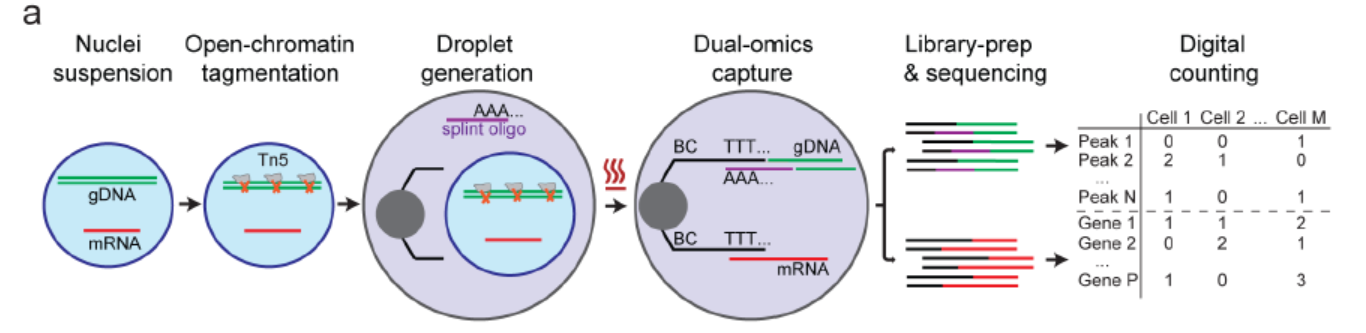 a
Nuclei
suspension
Open-chromatin
tagmentation
Droplet
generation
Dual-omics
capture
Library-prep
& sequencing
Digital
counting
gDNA
mRNA
Tn5
AAA...
splint oligo
BC TTT... gDNA
AAA...
BC TTT...
mRNA
Cell 1 Cell 2 ... Cell M
Peak 1 0 0 1
Peak 2 2 1 0
...
Peak N 1 0 1
Gene 1 1 1 2
Gene 2 0 2 1
...
Gene P 1 0 3